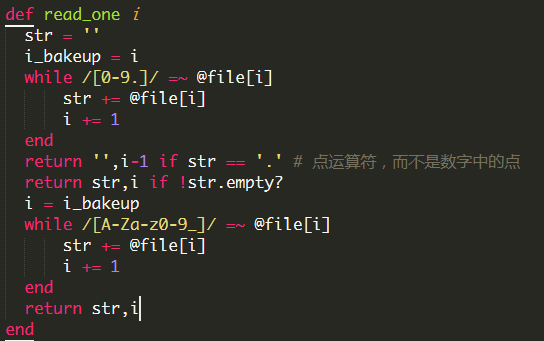 def read_one i
  str = ''
  i_bakeup = i
  while /[0-9.]/ =~ @file[i]
      str += @file[i]
      i += 1
  end
  return '',i-1 if str == '.' # 点运算符，而不是数字中的点
  return str,i if !str.empty?
  i = i_bakeup
  while /[A-Za-z0-9_]/ =~ @file[i]
      str += @file[i]
      i += 1
  end
  return str,i
end